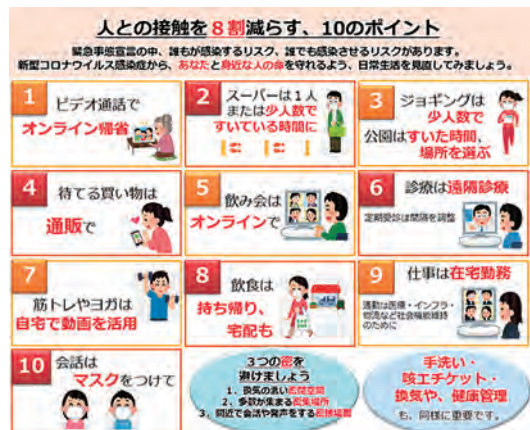 人との接触を８割減らす、10のポイント
緊急事態宣言の中、誰もが感染するリスク、誰でも感染させるリスクがあります。
新型コロナウイルス感染症から、あなたと身近な人の命を守れるよう、日常生活を見直してみましょう。
1
ビデオ通話で
オンライン帰省
2
スーパーは１人
または少人数で
すいている時間に
3
ジョギングは
少人数で
公園はすいた時間、
場所を選ぶ
4
待てる買い物は
通販で
5
飲み会は
オンラインで
6
診療は遠隔診療
定期受診は間隔を調整
7
筋トレやヨガは
自宅で動画を活用
8
飲食は
持ち帰り、
宅配も
9
仕事は在宅勤務
通勤は医療・インフラ・
物流など社会機能維持
のために
10
会話は
マスクをつけて
３つの密を
避けましょう
１、換気の悪い密閉空間
２、多数が集まる密集場所
３、間近で会話や発声をする密接場面
手洗い・
咳エチケット・
換気や、健康管理
も、同様に重要です。